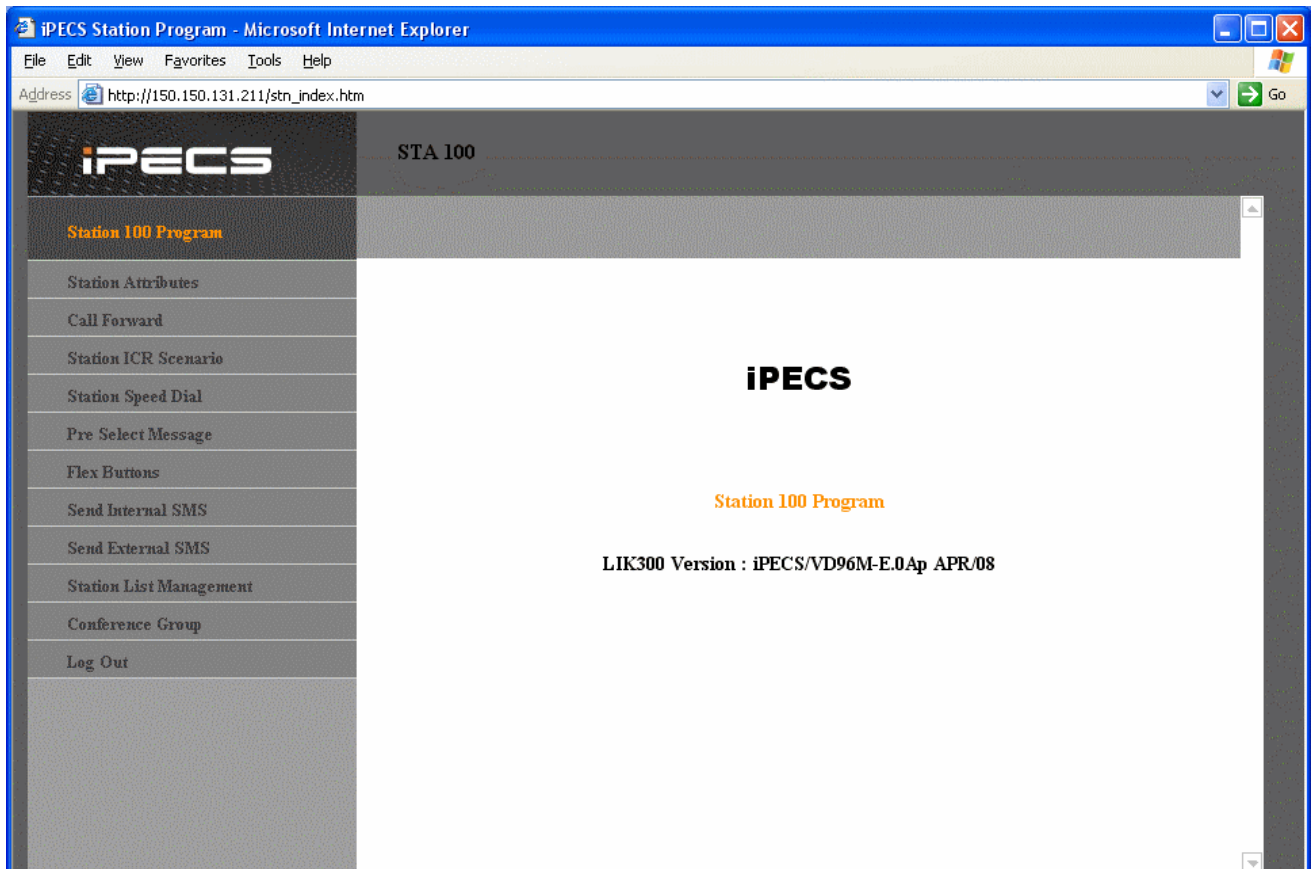 iPECS Station Program - Microsoft Internet Explorer
File Edit View Favorites Tools Help
Address http://150.150.131.211/stn_index.htm Go
iPECS
STA 100
Station 100 Program
Station Attributes
Call Forward
Station ICR Scenario
Station Speed Dial
Pre Select Message
Flex Buttons
Send Internal SMS
Send External SMS
Station List Management
Conference Group
Log Out
iPECS
Station 100 Program
LIK300 Version : iPECS/VD96M-E.0Ap APR/08